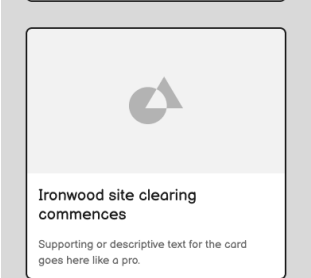 Ironwood site clearing
commences
Supporting or descriptive text for the card
goes here like a pro.